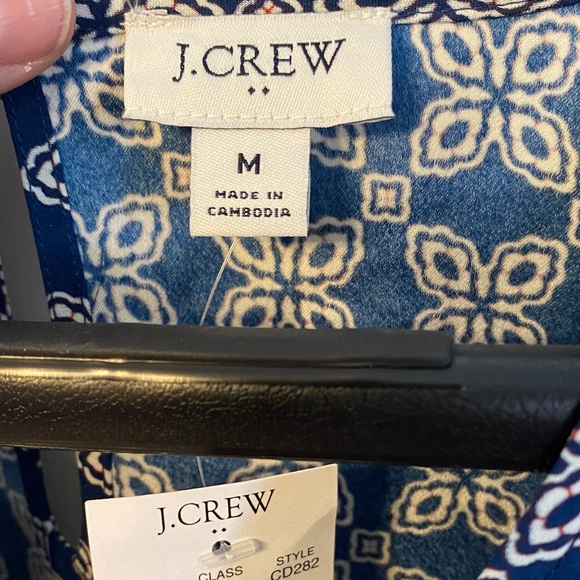 J.CREW
M
MADE IN
CAMBODIA
J.CREW
CLASS
STYLE
CD282